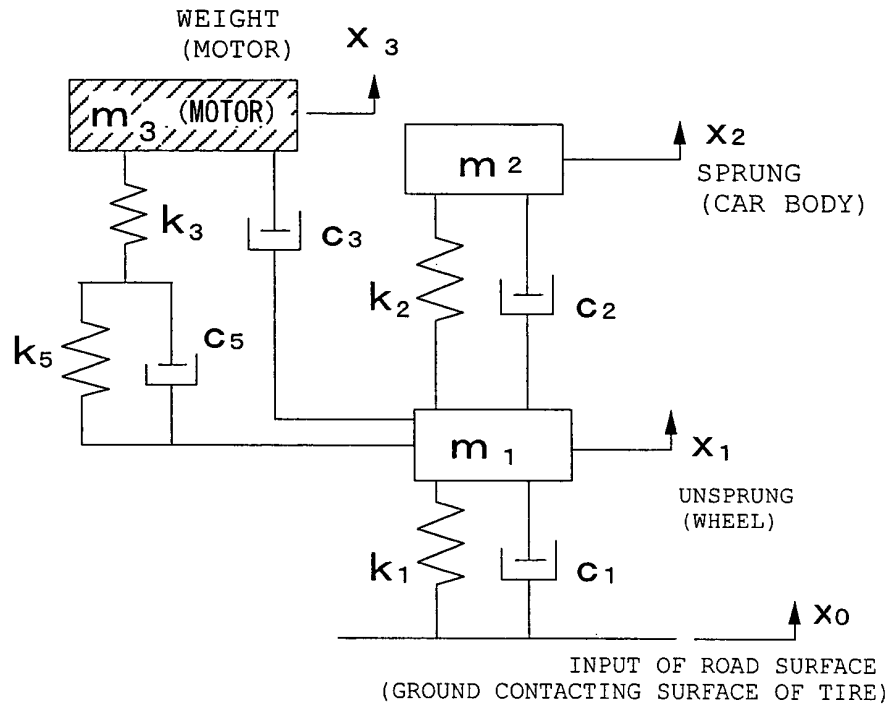 WEIGHT
(MOTOR)
x3
m3 (MOTOR)
m2
x2
SPRUNG
(CAR BODY)
k3
c3
k2
c2
k5
c5
m1
x1
UNSPRUNG
(WHEEL)
k1
c1
x0
INPUT OF ROAD SURFACE
(GROUND CONTACTING SURFACE OF TIRE)